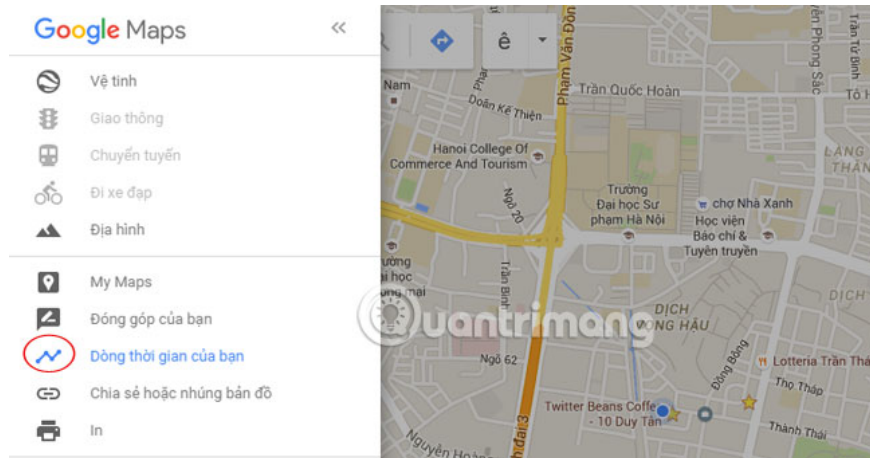 Google Maps
Vệ tinh
Giao thông
Chuyển tuyến
Đi xe đạp
Địa hình
My Maps
Đóng góp của bạn
Dòng thời gian của bạn
Chia sẻ hoặc nhúng bản đồ
In
ê
Phạm Văn Đồng
Trần Quốc Hoàn
Nam
Doãn Kế Thiện
Hanoi College Of
Commerce And Tourism
Ngõ 20
Trường
Đại học Sư
phạm Hà Nội
chợ Nhà Xanh
Học viện
Báo chí &
Tuyên truyền
Trần Tử Bình
Phong Sắc
Tô H
LÀNG
THÀN
Trần Bình
uantrimang
DỊCH
VỌNG HẬU
DỊCH
Ngõ 62
Đông Bông
Lotteria Trần Thá
Thọ Tháp
Twitter Beans Coffe
- 10 Duy Tân
Thành Thái
Nguyễn Hoàn
h đai 3